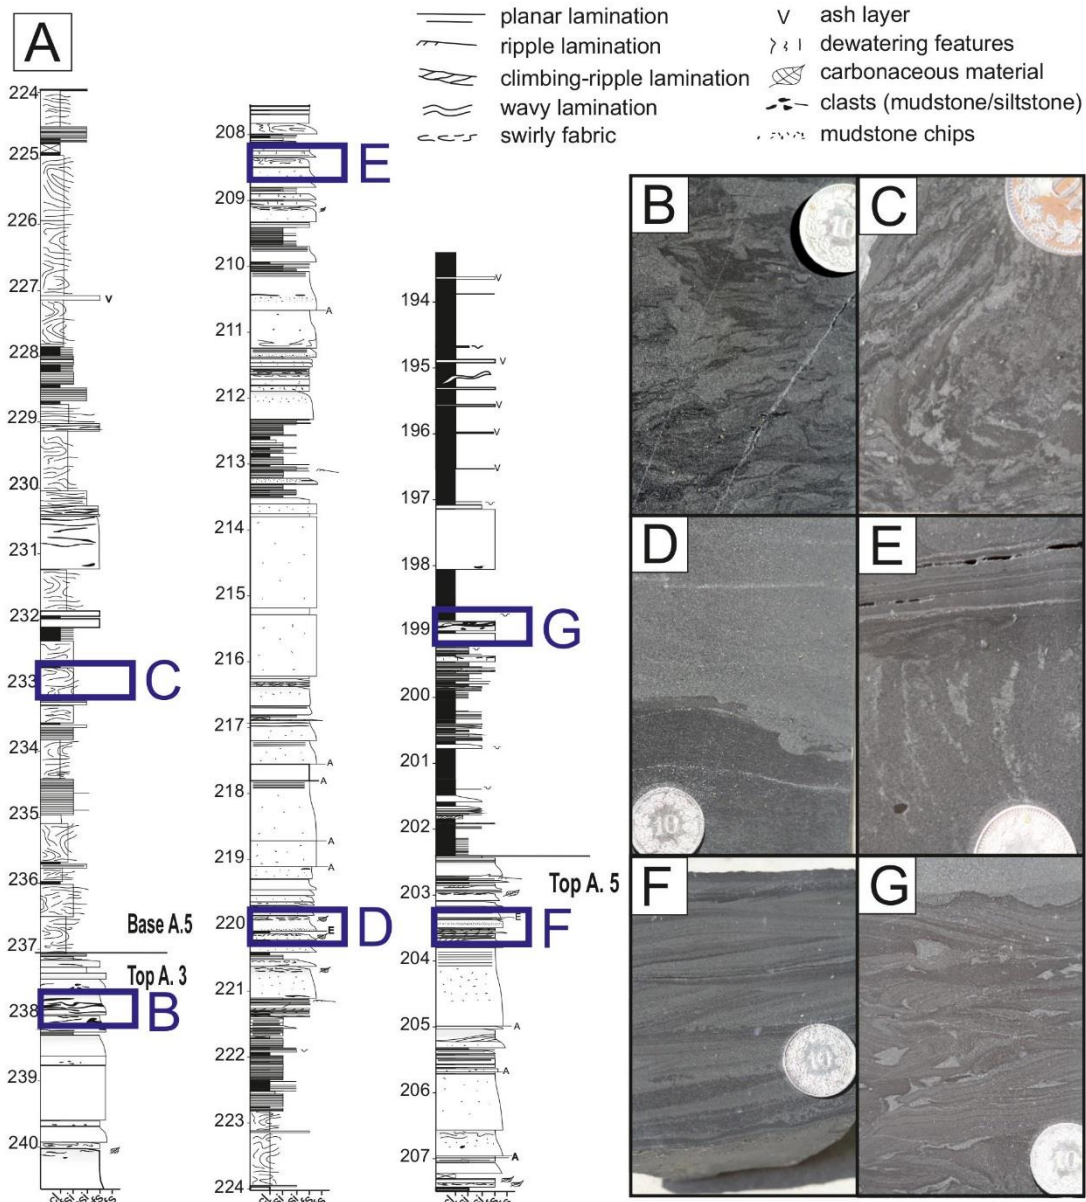 A
planar lamination
ripple lamination
climbing-ripple lamination
wavy lamination
swirly fabric
V ash layer
dewatering features
carbonaceous material
clasts (mudstone/siltstone)
mudstone chips
224
225
226
227
V
228
229
230
231
232
233
C
234
235
236
Base A.5
237
Top A. 3
238
B
239
240
208
E
209
210
A
211
212
213
214
215
216
217
A
A
218
A
219
A
220
E
D
221
222
223
224
V
194
V
195
V
V
196
V
V
197
198
199
G
200
201
202
Top A. 5
203
E
F
204
205
A
A
206
A
207
B
10
C
D
10
E
F
10
G
10